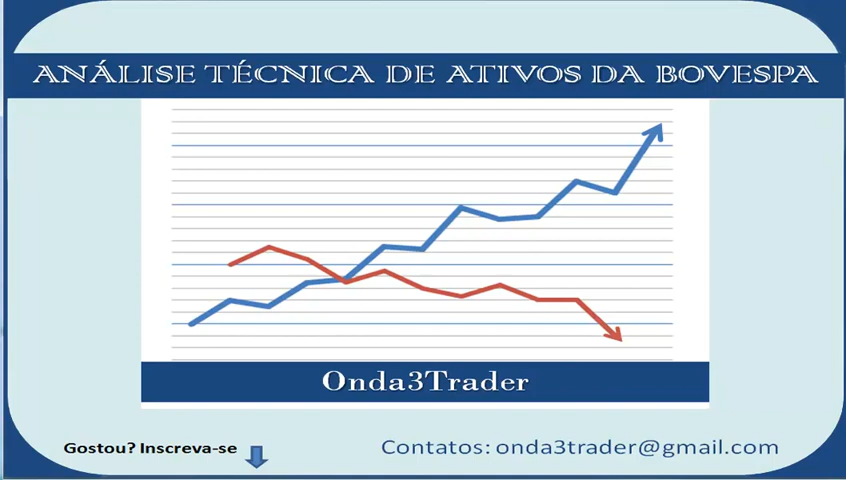 ANÁLISE TÉCNICA DE ATIVOS DA BOVESPA
Onda3Trader
Gostou? Inscreva-se
Contatos: onda3trader@gmail.com